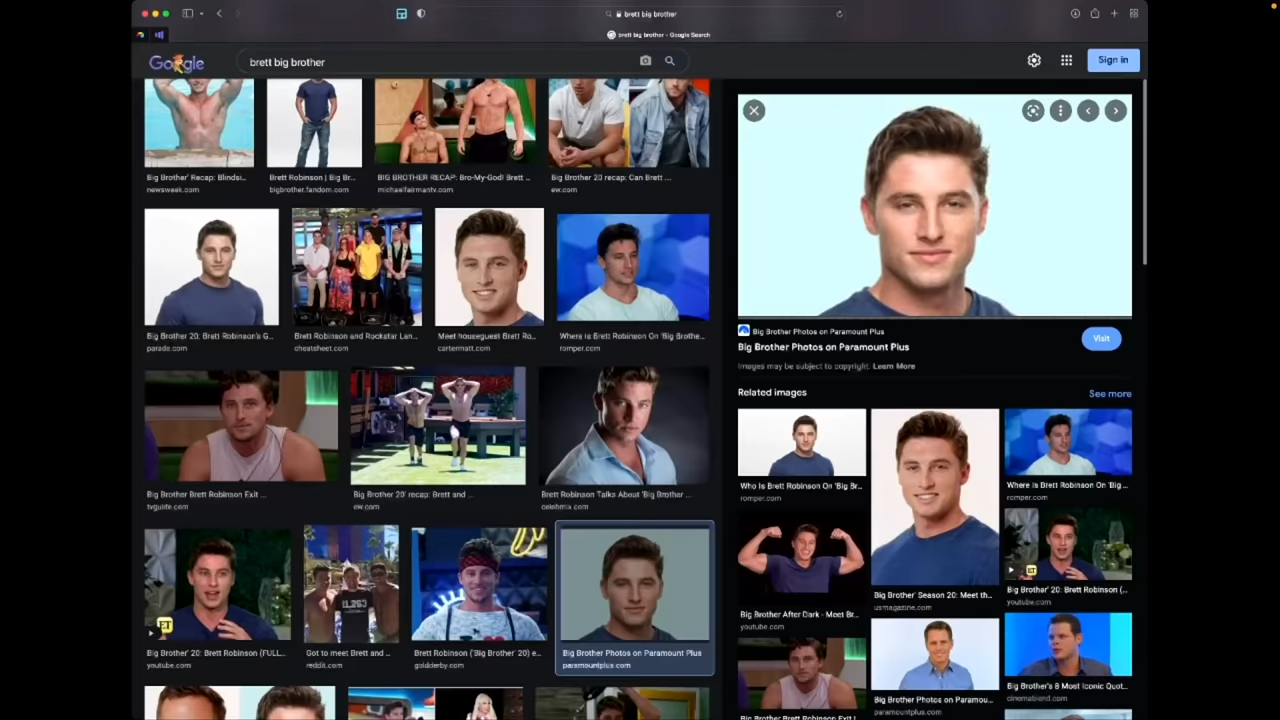 brett big brother
brett big brother - Google Search
Google
brett big brother
Sign in
Big Brother' Recap: Blindsi...
newsweek.com
Brett Robinson | Big Br...
bigbrother.fandom.com
BIG BROTHER RECAP: Bro-My-God! Brett ...
michaelfairmantv.com
Big Brother 20 recap: Can Brett ...
ew.com
Big Brother 20: Brett Robinson's G...
parade.com
Brett Robinson and Rockstar Lan...
cheatsheet.com
Meet houseguest Brett Ro...
cartermatt.com
Where is Brett Robinson On 'Big Brothe...
romper.com
Big Brother Brett Robinson Exit ...
tvguide.com
Big Brother 20' recap: Brett and ...
ew.com
Brett Robinson Talks About 'Big Brother ...
celebmix.com
ET
Big Brother' 20: Brett Robinson (FULL...
youtube.com
Got to meet Brett and ...
reddit.com
Brett Robinson ('Big Brother' 20) e...
goldderby.com
Big Brother Photos on Paramount Plus
paramountplus.com
Big Brother Photos on Paramount Plus
Big Brother Photos on Paramount Plus
Visit
Images may be subject to copyright. Learn More
Related images
See more
Who Is Brett Robinson On 'Big Br...
romper.com
Big Brother' Season 20: Meet th...
usmagazine.com
Where is Brett Robinson On 'Big ...
romper.com
Big Brother After Dark - Meet Br...
youtube.com
ET
Big Brother' 20: Brett Robinson (...
youtube.com
Big Brother Photos on Paramou...
paramountplus.com
Big Brother's 8 Most Iconic Quot...
cinemablend.com
Big Brother Brett Robinson Exit